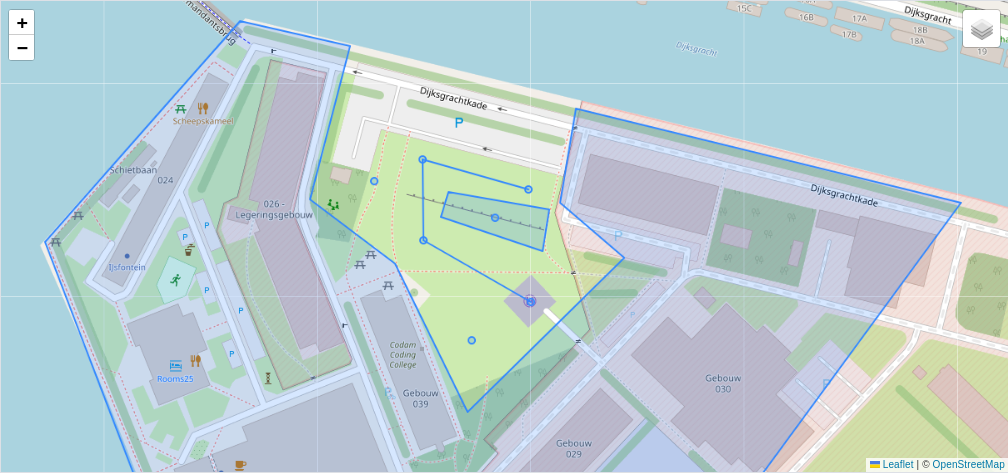 +
−
mandantsbrug
Dijksgracht
15C
16B
17A
17B
18B
18A
19
Dijksgracht
Dijksgrachtkade
P
Scheepskameel
Schietbaan
024
026 -
Legeringsgebouw
Dijksgrachtkade
P
P
P
IJsfontein
P
P
P
P
Codam
Coding
College
Rooms25
Gebouw
039
Gebouw
030
P
Gebouw
029
Leaflet | © OpenStreetMap